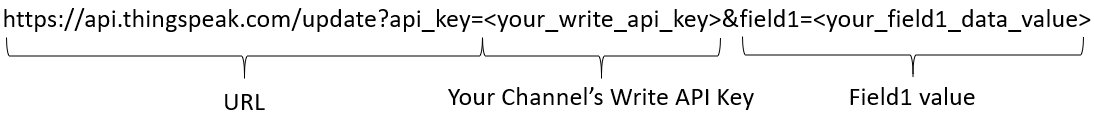 https://api.thingspeak.com/update?api_key=<your_write_api_key>&field1=<your_field1_data_value>
URL
Your Channel’s Write API Key
Field1 value